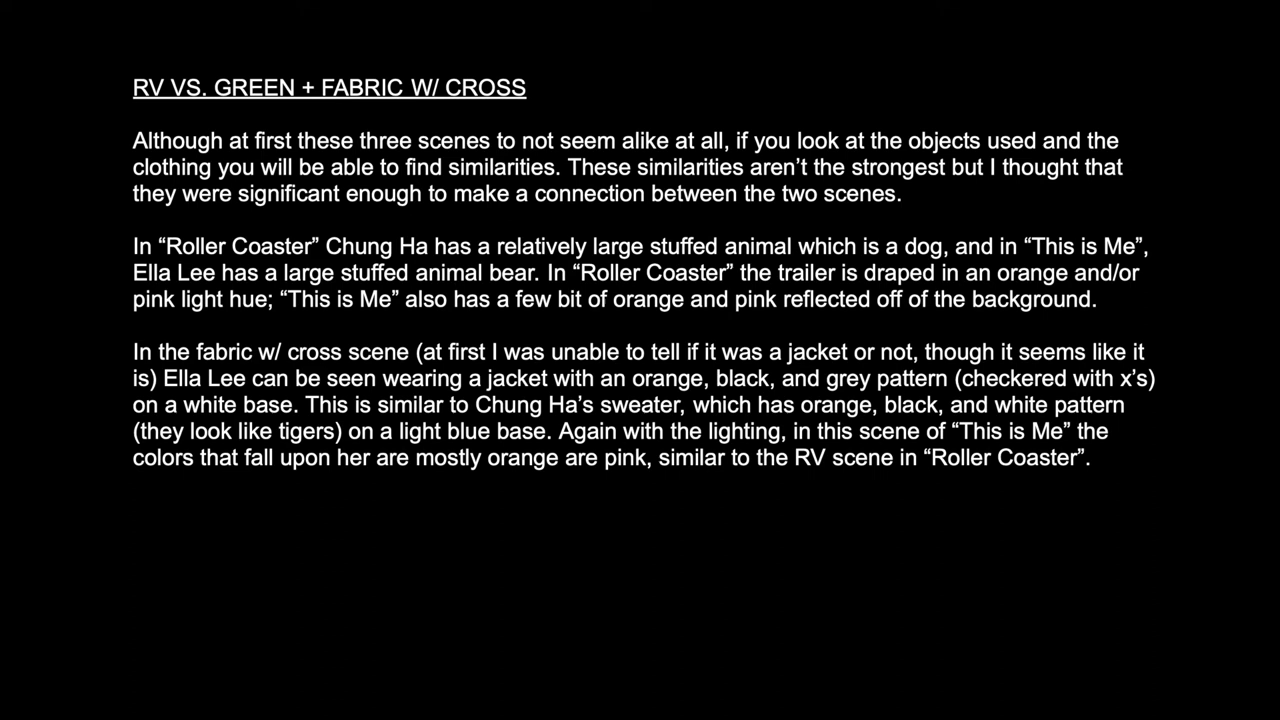 RV VS. GREEN + FABRIC W/ CROSS
Although at first these three scenes to not seem alike at all, if you look at the objects used and the
clothing you will be able to find similarities. These similarities aren’t the strongest but I thought that
they were significant enough to make a connection between the two scenes.
In “Roller Coaster” Chung Ha has a relatively large stuffed animal which is a dog, and in “This is Me”,
Ella Lee has a large stuffed animal bear. In “Roller Coaster” the trailer is draped in an orange and/or
pink light hue; “This is Me” also has a few bit of orange and pink reflected off of the background.
In the fabric w/ cross scene (at first I was unable to tell if it was a jacket or not, though it seems like it
is) Ella Lee can be seen wearing a jacket with an orange, black, and grey pattern (checkered with x’s)
on a white base. This is similar to Chung Ha’s sweater, which has orange, black, and white pattern
(they look like tigers) on a light blue base. Again with the lighting, in this scene of “This is Me” the
colors that fall upon her are mostly orange are pink, similar to the RV scene in “Roller Coaster”.